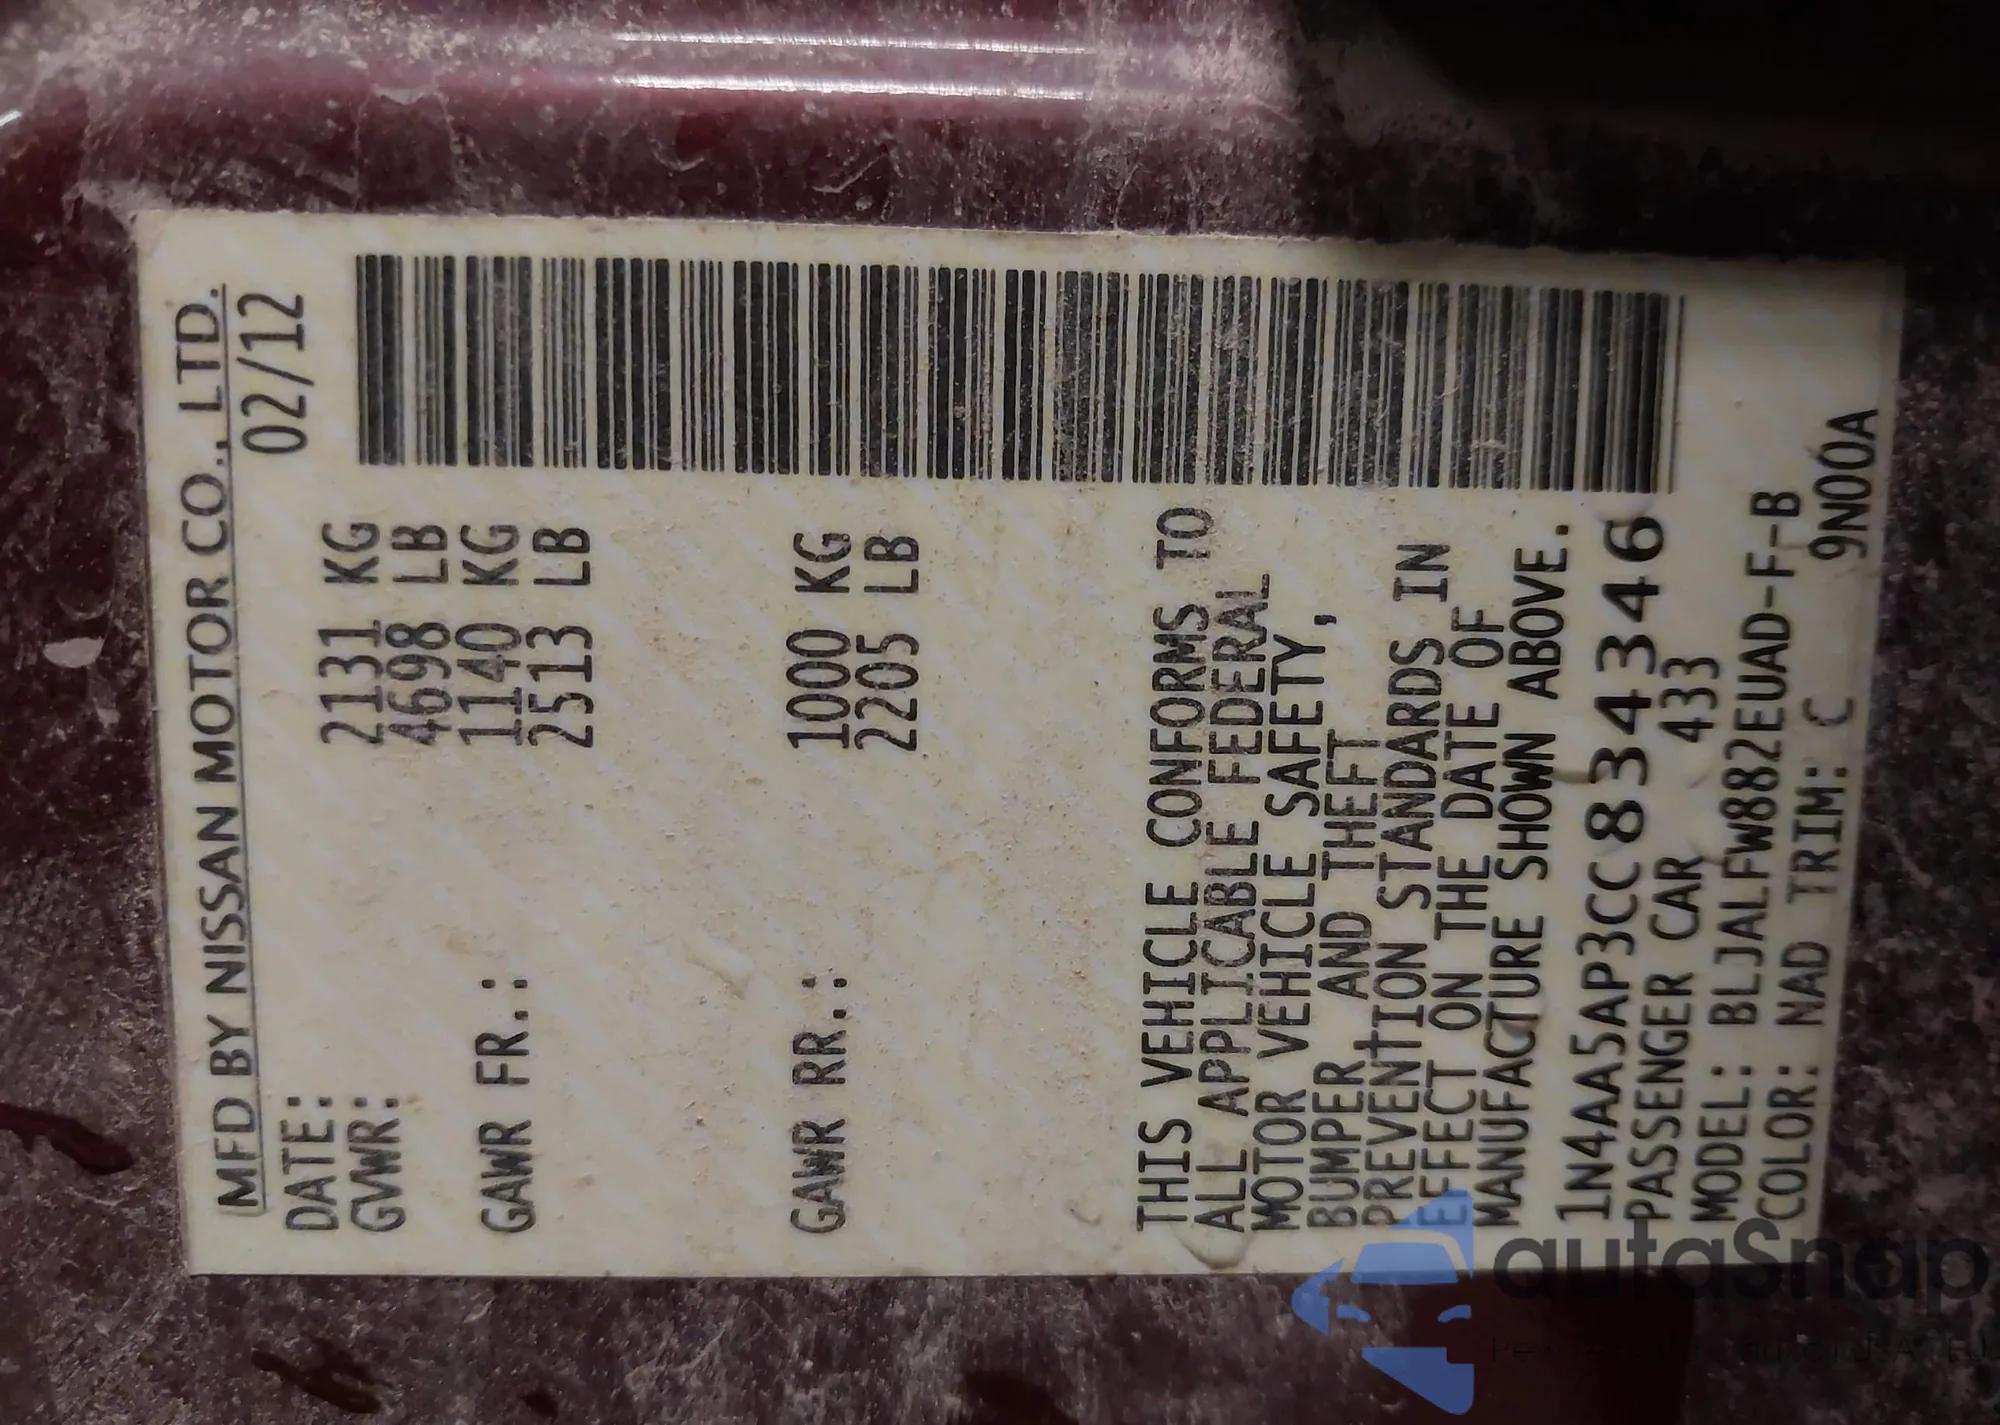 MFD BY NISSAN MOTOR CO., LTD.
DATE: 02/12
GVWR: 2131 KG
4698 LB
GAWR FR.: 1140 KG
2513 LB
GAWR RR.: 1000 KG
2205 LB
THIS VEHICLE CONFORMS TO
ALL APPLICABLE FEDERAL
MOTOR VEHICLE SAFETY,
BUMPER AND THEFT
PREVENTION STANDARDS IN
EFFECT ON THE DATE OF
MANUFACTURE SHOWN ABOVE.
1N4AA5AP3CC834346
PASSENGER CAR 433
MODEL: BLJALFW882EUAD-F-B
COLOR: NAD TRIM: C 9N00A
autaSnap